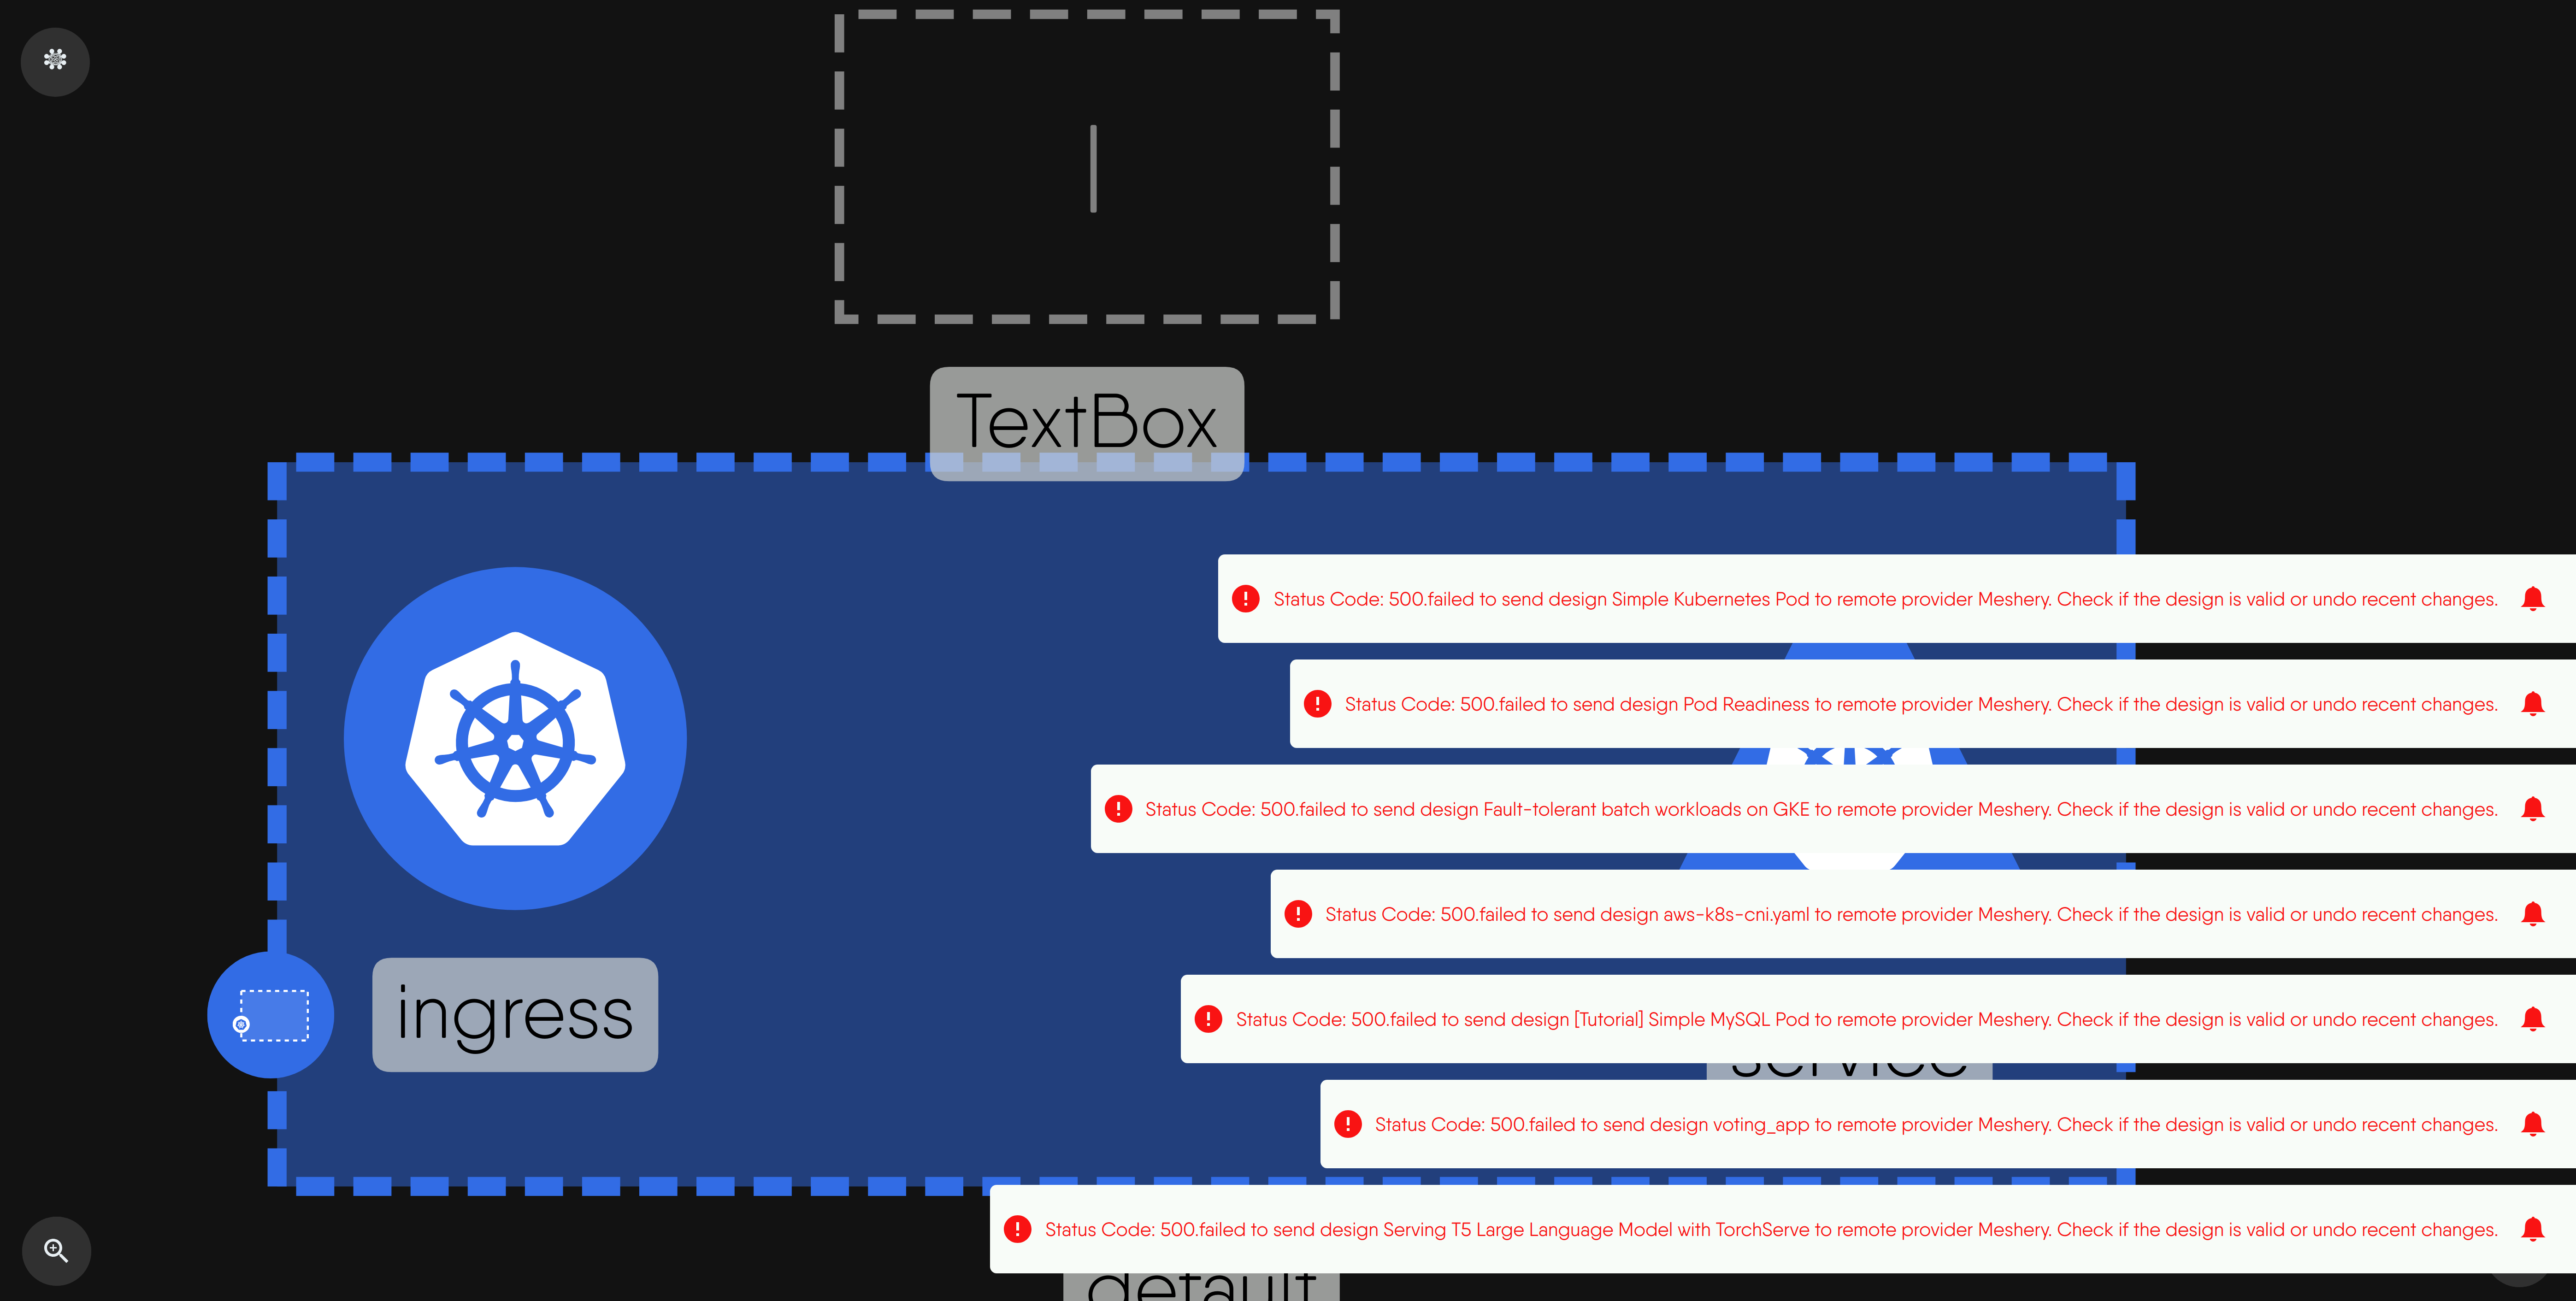 TextBox
Status Code: 500.failed to send design Simple Kubernetes Pod to remote provider Meshery. Check if the design is valid or undo recent changes.
Status Code: 500.failed to send design Pod Readiness to remote provider Meshery. Check if the design is valid or undo recent changes.
Status Code: 500.failed to send design Fault-tolerant batch workloads on GKE to remote provider Meshery. Check if the design is valid or undo recent changes.
Status Code: 500.failed to send design aws-k8s-cni.yaml to remote provider Meshery. Check if the design is valid or undo recent changes.
ingress
Status Code: 500.failed to send design [Tutorial] Simple MySQL Pod to remote provider Meshery. Check if the design is valid or undo recent changes.
service
Status Code: 500.failed to send design voting_app to remote provider Meshery. Check if the design is valid or undo recent changes.
Status Code: 500.failed to send design Serving T5 Large Language Model with TorchServe to remote provider Meshery. Check if the design is valid or undo recent changes.
default